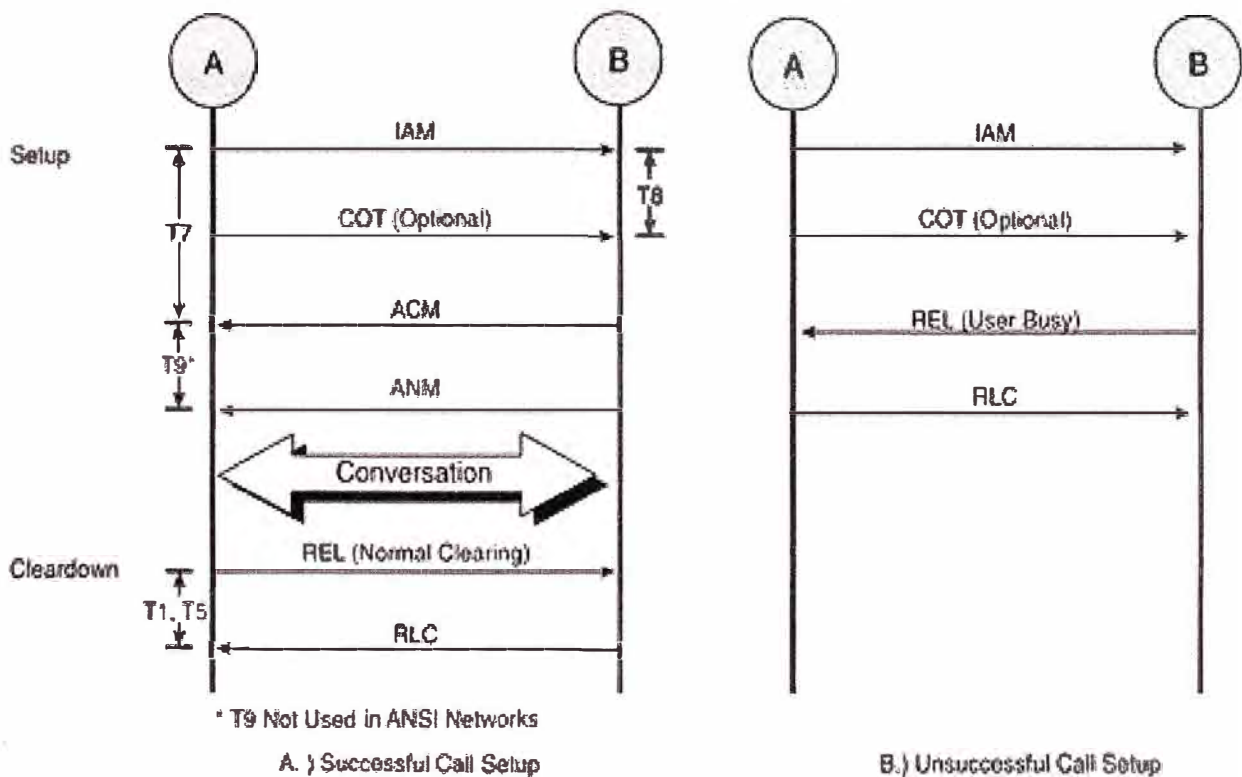 A
B
A
B
Setup
IAM
T7
T8
COT (Optional)
ACM
T9*
ANM
Conversation
Cleardown
REL (Normal Clearing)
T1, T5
RLC
* T9 Not Used in ANSI Networks
A. ) Successful Call Setup
IAM
COT (Optional)
REL (User Busy)
RLC
B.) Unsuccessful Call Setup